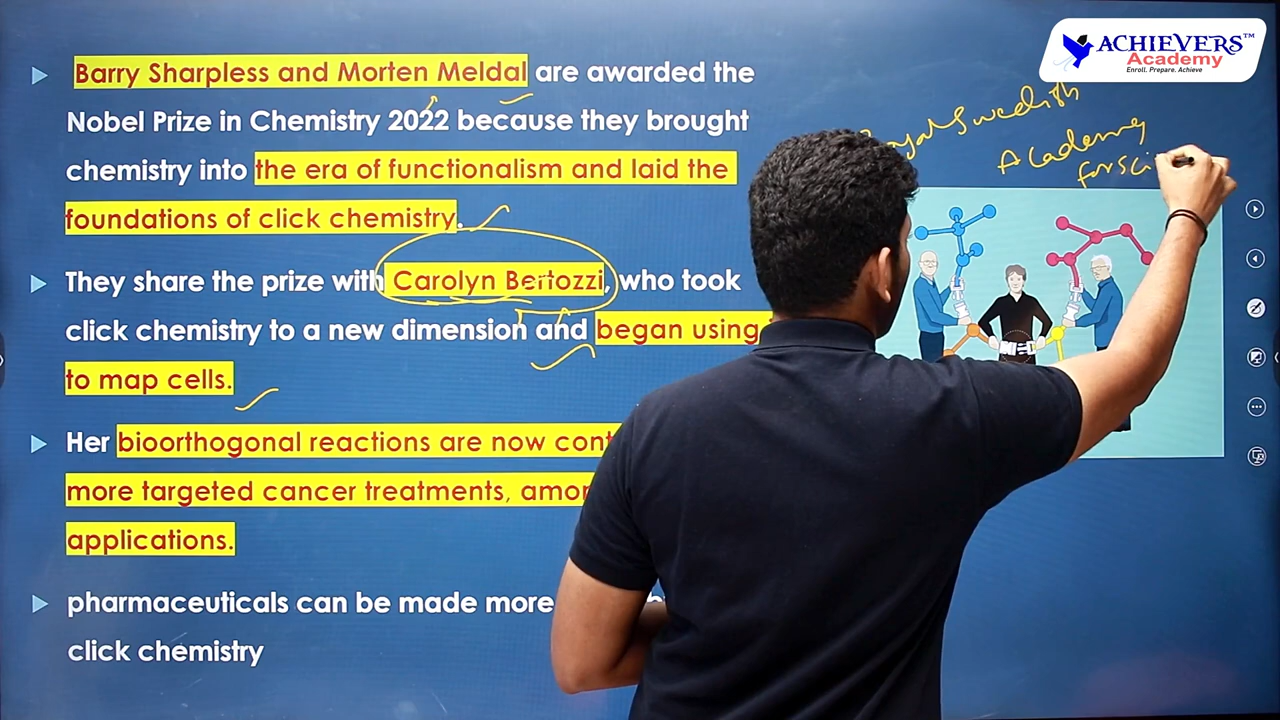 ACHIEVERS™
Academy
Enroll. Prepare. Achieve
Barry Sharpless and Morten Meldal are awarded the
Nobel Prize in Chemistry 2022 because they brought
chemistry into the era of functionalism and laid the
foundations of click chemistry.
They share the prize with Carolyn Bertozzi, who took
click chemistry to a new dimension and began using
to map cells.
Her bioorthogonal reactions are now cont
more targeted cancer treatments, amon
applications.
pharmaceuticals can be made more
click chemistry
Swedish
Academy
for Sci